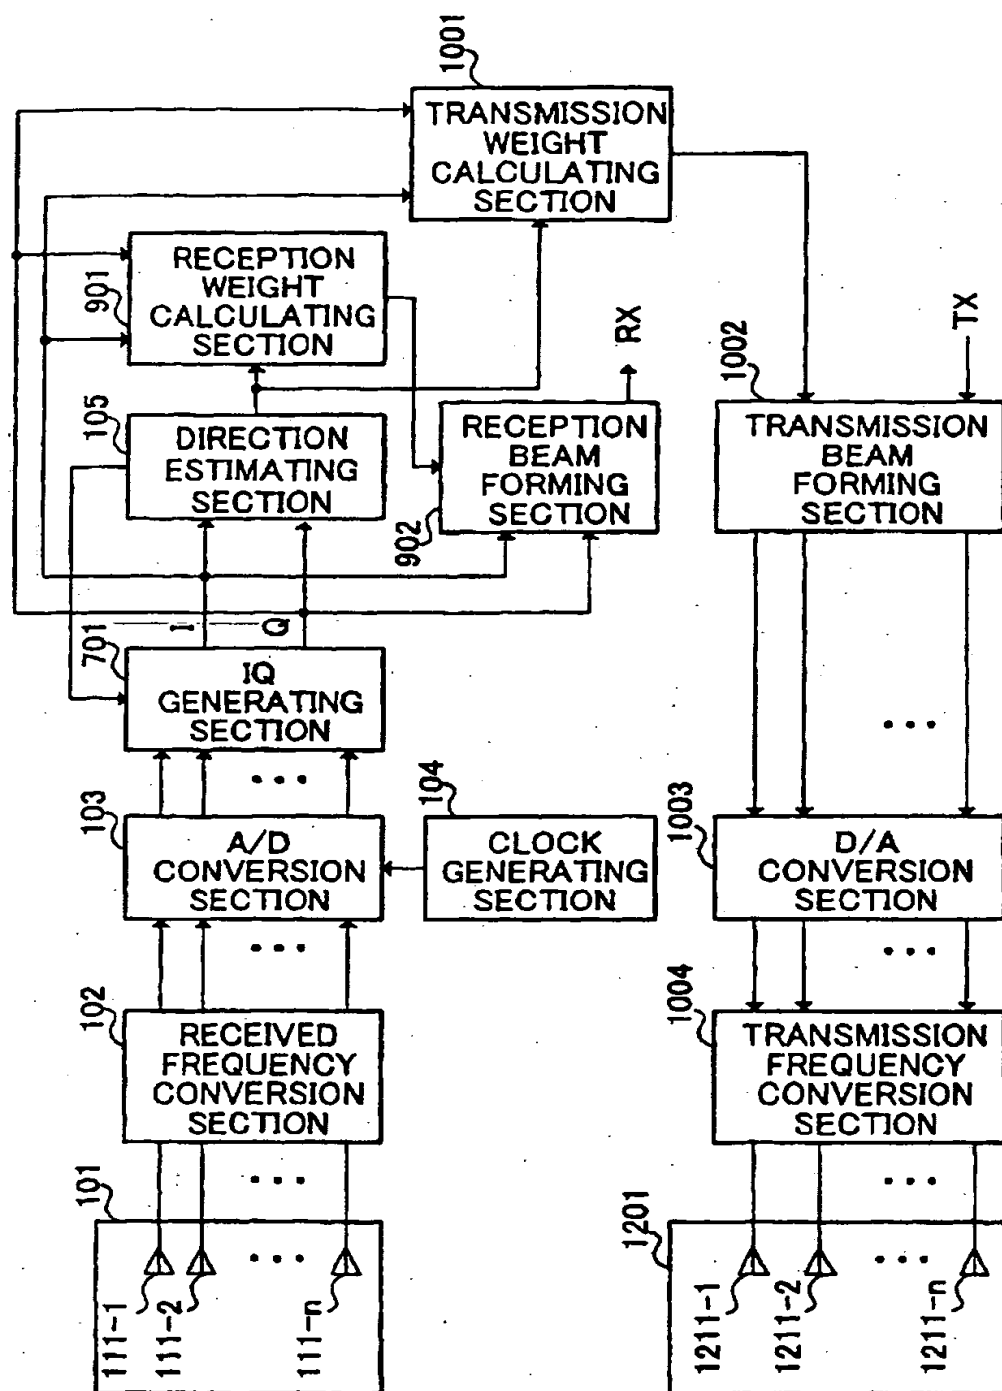 101
111-1
111-2
111-n
102
RECEIVED
FREQUENCY
CONVERSION
SECTION
103
A/D
CONVERSION
SECTION
104
CLOCK
GENERATING
SECTION
701
IQ
GENERATING
SECTION
I
Q
105
DIRECTION
ESTIMATING
SECTION
901
RECEPTION
WEIGHT
CALCULATING
SECTION
902
RECEPTION
BEAM
FORMING
SECTION
RX
1001
TRANSMISSION
WEIGHT
CALCULATING
SECTION
1002
TRANSMISSION
BEAM
FORMING
SECTION
TX
1003
D/A
CONVERSION
SECTION
1004
TRANSMISSION
FREQUENCY
CONVERSION
SECTION
1201
1211-1
1211-2
1211-n